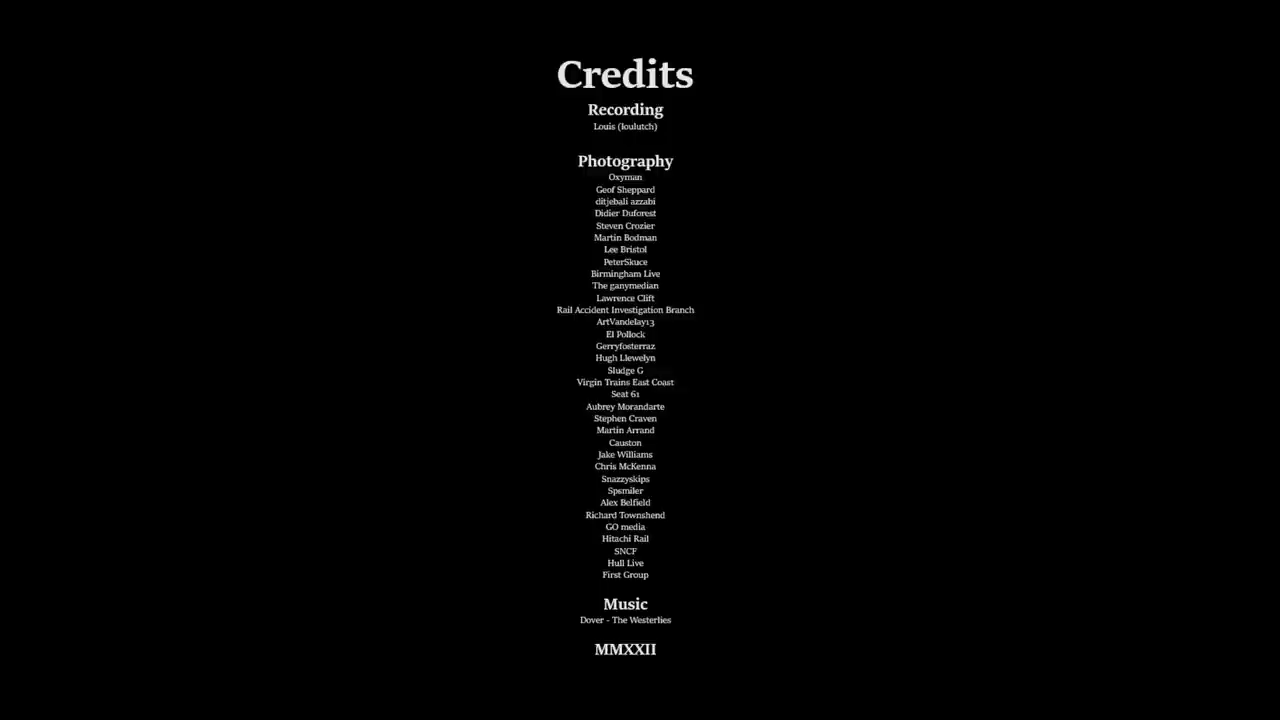 Credits
Recording
Louis (loulutch)
Photography
Oxyman
Geof Sheppard
ditjebali azzabi
Didier Duforest
Steven Crozier
Martin Bodman
Lee Bristol
PeterSkuce
Birmingham Live
The ganymedian
Lawrence Clift
Rail Accident Investigation Branch
ArtVandelay13
El Pollock
Gerryfosterraz
Hugh Llewelyn
Sludge G
Virgin Trains East Coast
Seat 61
Aubrey Morandarte
Stephen Craven
Martin Arrand
Causton
Jake Williams
Chris McKenna
Snazzyskips
Spsmiler
Alex Belfield
Richard Townshend
GO media
Hitachi Rail
SNCF
Hull Live
First Group
Music
Dover - The Westerlies
MMXXII